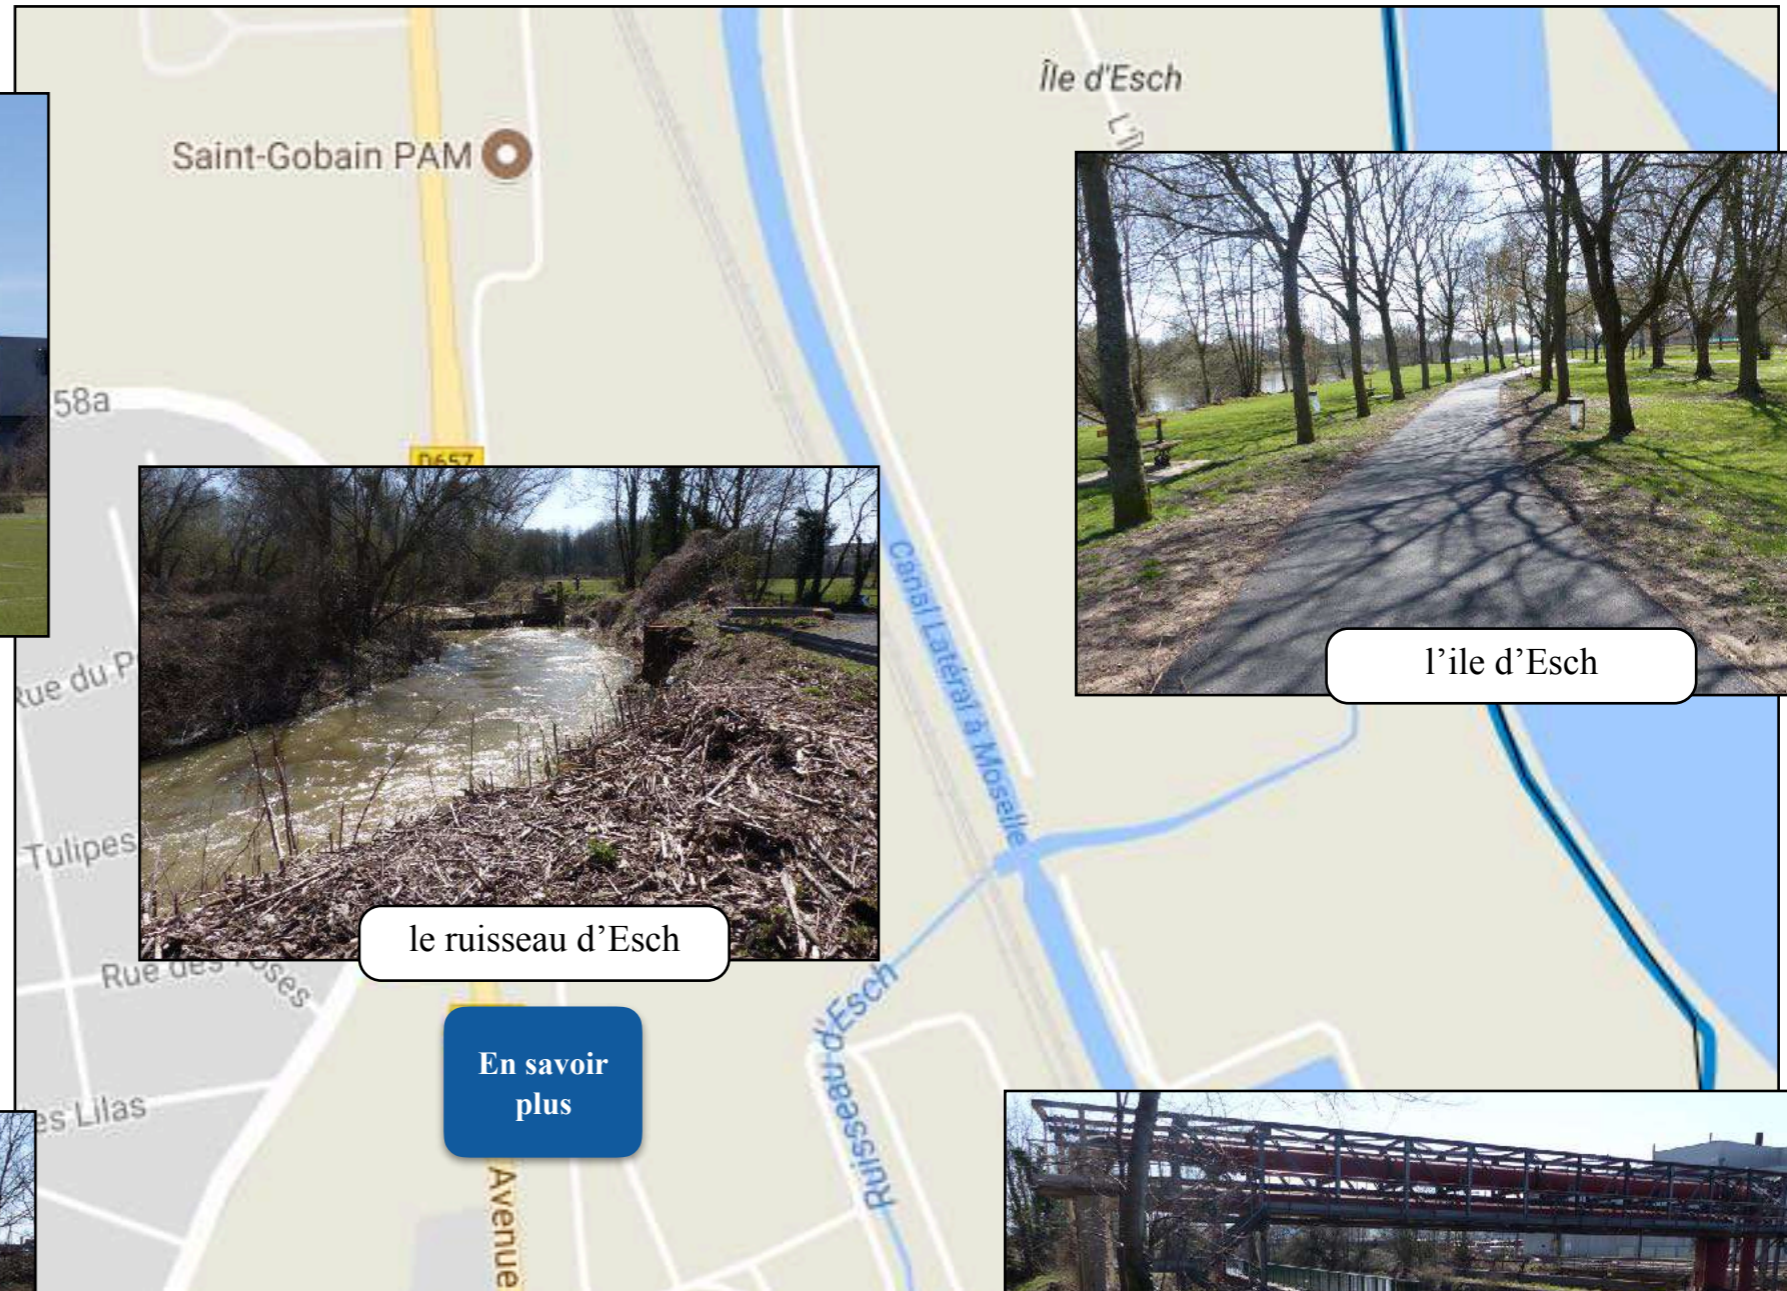 Île d'Esch
L'Îl
Saint-Gobain PAM
58a
D657
Rue du P
Canal Latéral à Moselle
l’ile d’Esch
Tulipes
le ruisseau d’Esch
Rue des Roses
Ruisseau d'Esch
En savoir
plus
es Lilas
Avenue